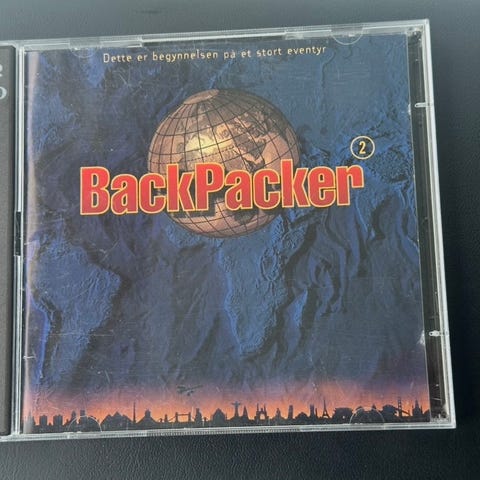 Dette er begynnelsen på et stort eventyr
2
BackPacker